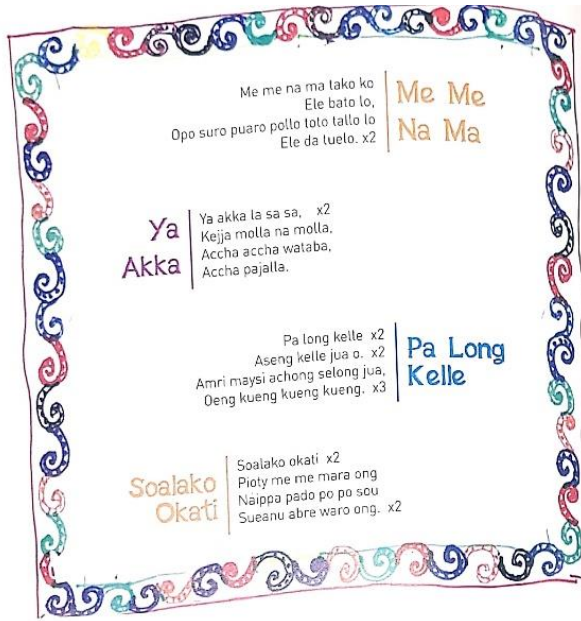 Me Me
Na Ma
Me me na ma tako ko
Ele bato lo,
Opo suro puaro pollo toto tallo lo
Ele da luelo. x2
Ya
Akka
Ya akka la sa sa, x2
Kejja molla na molla,
Accha accha wataba,
Accha pajalla.
Pa Long
Kelle
Pa long kelle x2
Aseng kelle jua o. x2
Amri maysi achong selong jua,
Oeng kueng kueng kueng. x3
Soalako
Okati
Soalako okati x2
Pioty me me mara ong
Naippa pado po po sou
Sueanu abre waro ong. x2